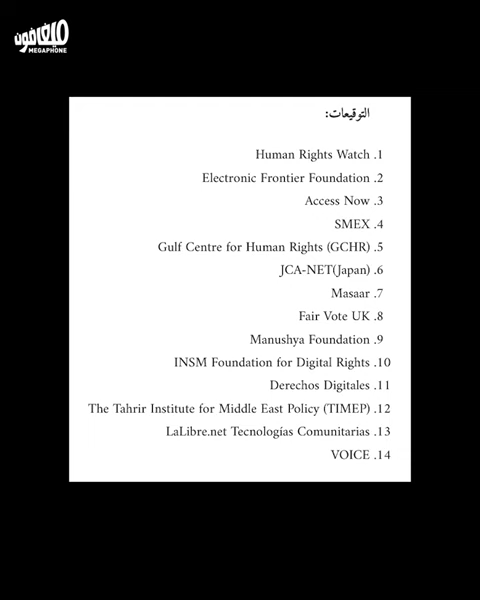 ميغافون
MEGAPHONE
التوقيعات:
1. Human Rights Watch
2. Electronic Frontier Foundation
3. Access Now
4. SMEX
5. Gulf Centre for Human Rights (GCHR)
6. JCA-NET(Japan)
7. Masaar
8. Fair Vote UK
9. Manushya Foundation
10. INSM Foundation for Digital Rights
11. Derechos Digitales
12. The Tahrir Institute for Middle East Policy (TIMEP)
13. LaLibre.net Tecnologías Comunitarias
14. VOICE